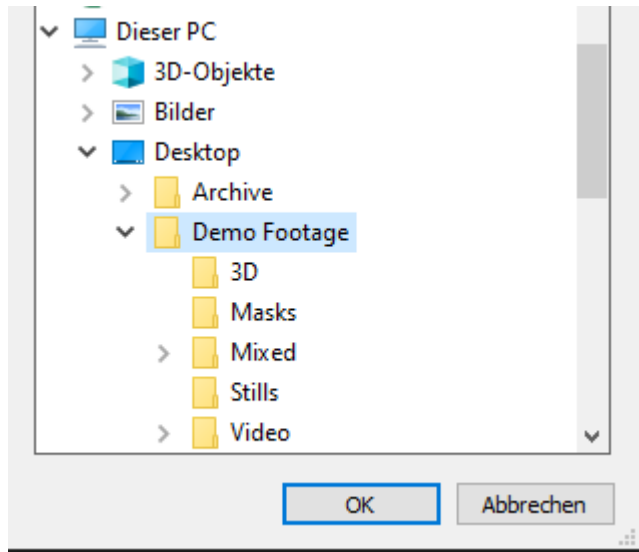 Dieser PC
3D-Objekte
Bilder
Desktop
Archive
Demo Footage
3D
Masks
Mixed
Stills
Video
OK Abbrechen